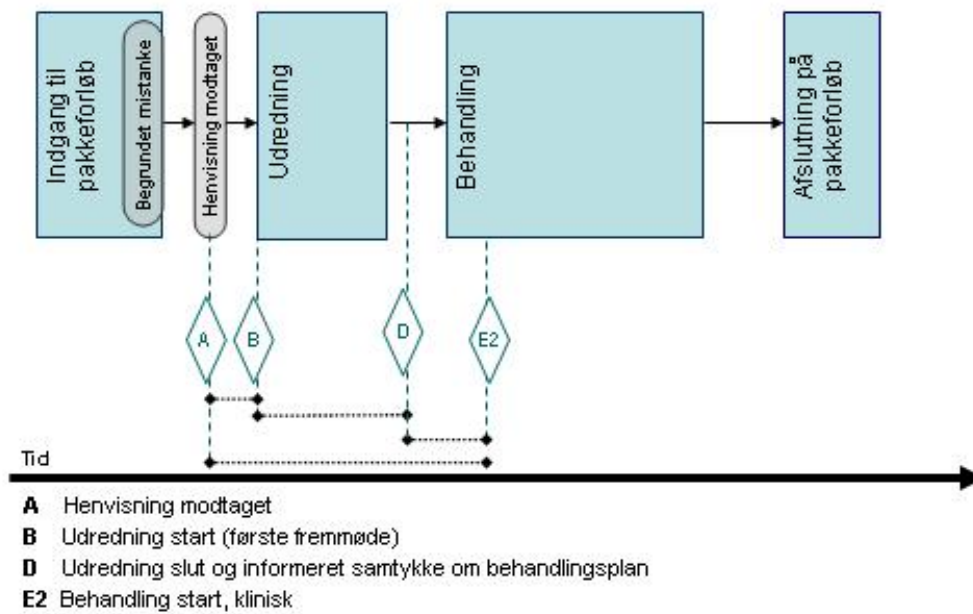 Indgang til
pakkeforløb
Begrundet mistanke
Henvisning modtaget
Udredning
Behandling
Afslutning på
pakkeforløb
A
B
D
E2
Tid
A Henvisning modtaget
B Udredning start (første fremmøde)
D Udredning slut og informeret samtykke om behandlingsplan
E2 Behandling start, klinisk